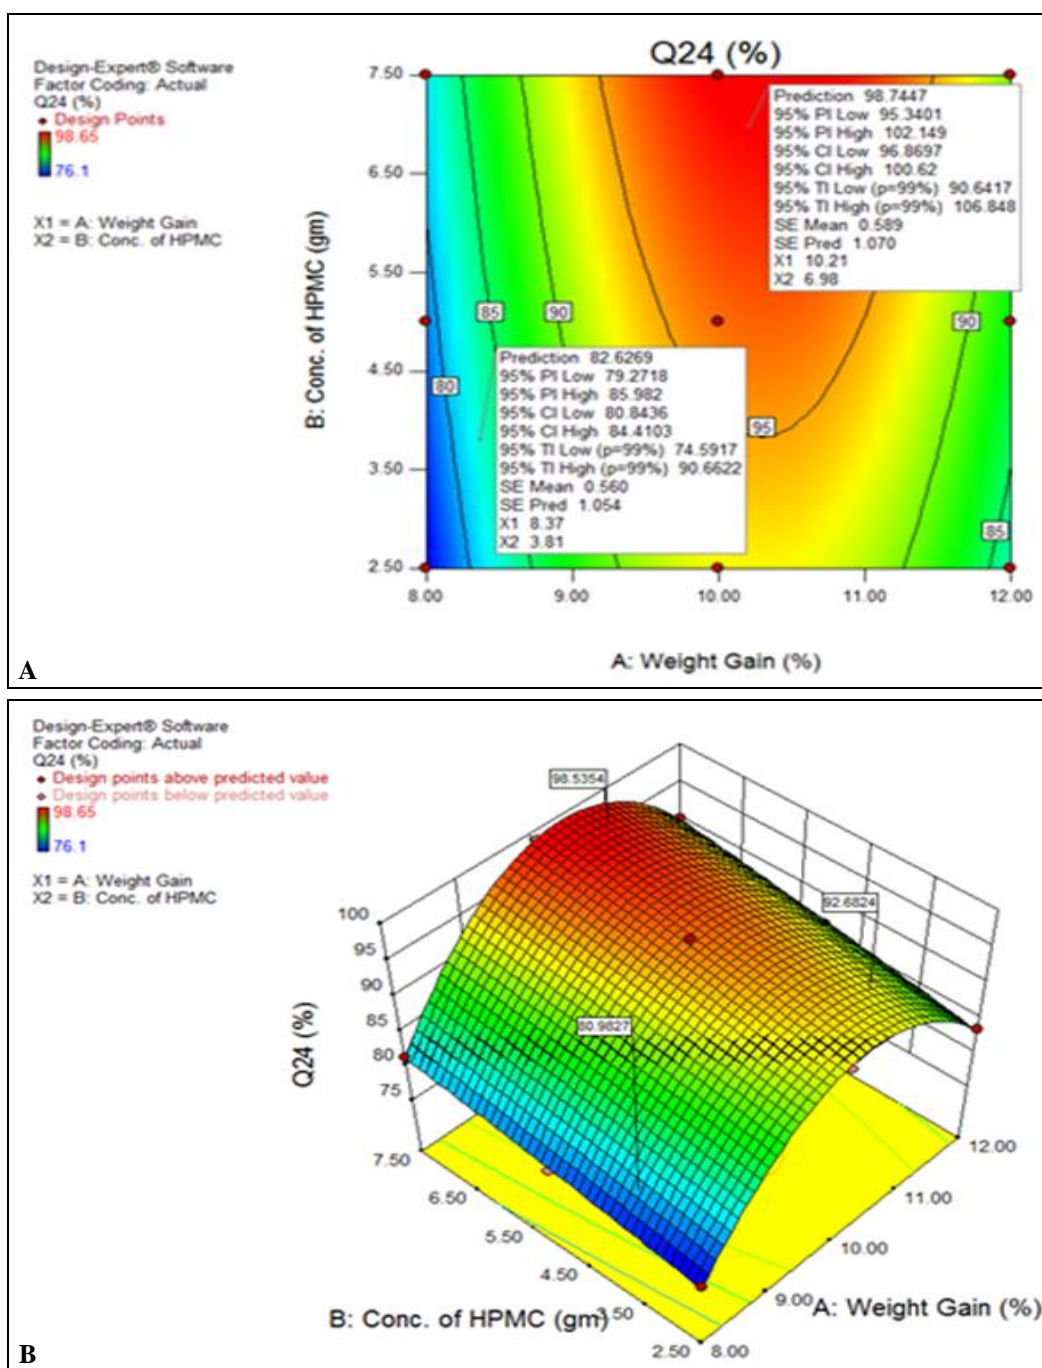 Q24 (%)
Design-Expert® Software
Factor Coding: Actual
Q24 (%)
Design Points
98.65
76.1
X1 = A: Weight Gain
X2 = B: Conc. of HPMC
B: Conc. of HPMC (gm)
7.50
6.50
5.50
4.50
3.50
2.50
Prediction 98.7447
95% PI Low 95.3401
95% PI High 102.149
95% CI Low 96.8697
95% CI High 100.62
95% TI Low (p=99%) 90.6417
95% TI High (p=99%) 106.848
SE Mean 0.589
SE Pred 1.070
X1 10.21
X2 6.98
85
90
90
80
95
85
Prediction 82.6269
95% PI Low 79.2718
95% PI High 85.982
95% CI Low 80.8436
95% CI High 84.4103
95% TI Low (p=99%) 74.5917
95% TI High (p=99%) 90.6622
SE Mean 0.560
SE Pred 1.054
X1 8.37
X2 3.81
8.00 9.00 10.00 11.00 12.00
A: Weight Gain (%)
A
Design-Expert® Software
Factor Coding: Actual
Q24 (%)
Design points above predicted value
Design points below predicted value
98.65
76.1
X1 = A: Weight Gain
X2 = B: Conc. of HPMC
98.5354
92.6824
80.9827
Q24 (%)
100
95
90
85
80
75
7.50
6.50
5.50
4.50
3.50
2.50
8.00
9.00
10.00
11.00
12.00
B: Conc. of HPMC (gm)
A: Weight Gain (%)
B